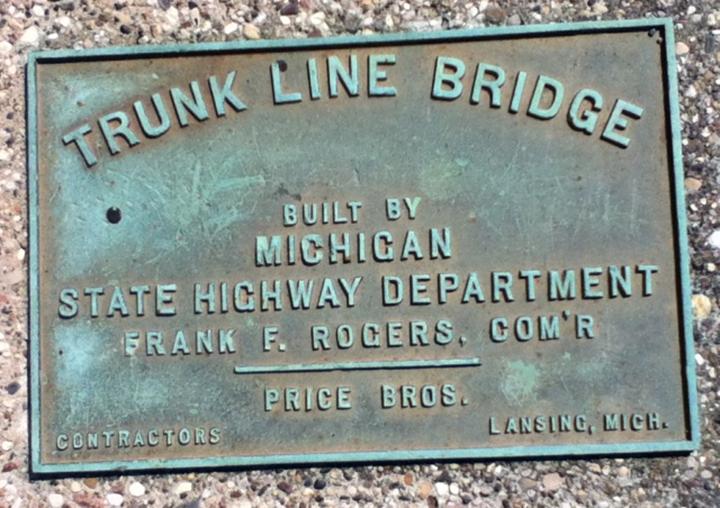 TRUNK LINE BRIDGE
BUILT BY
MICHIGAN
STATE HIGHWAY DEPARTMENT
FRANK F. ROGERS, COM'R
PRICE BROS.
CONTRACTORS LANSING, MICH.